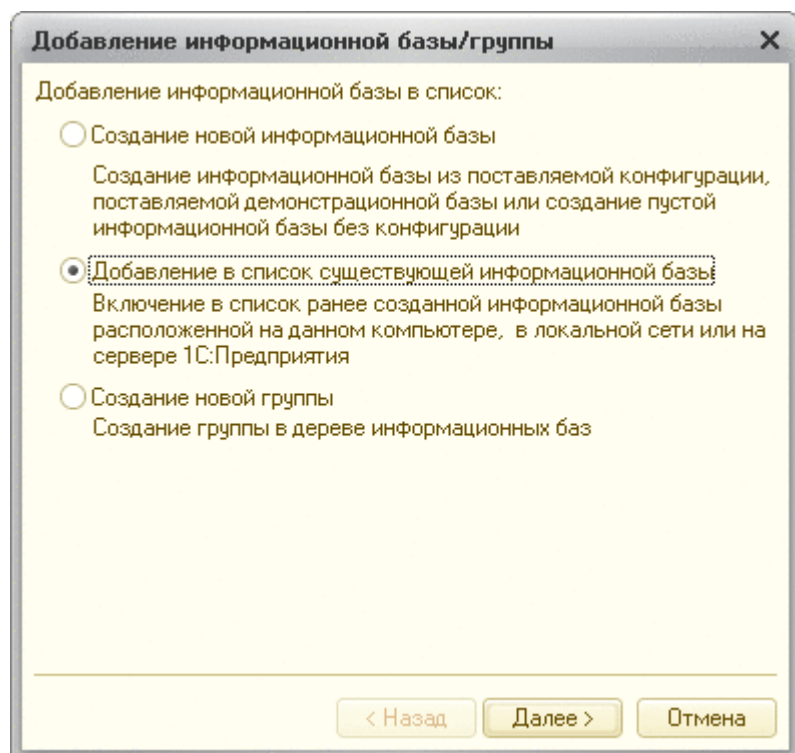 Добавление информационной базы/группы
Добавление информационной базы в список:
Создание новой информационной базы
Создание информационной базы из поставляемой конфигурации,
поставляемой демонстрационной базы или создание пустой
информационной базы без конфигурации
Добавление в список существующей информационной базы
Включение в список ранее созданной информационной базы
расположенной на данном компьютере, в локальной сети или на
сервере 1С:Предприятия
Создание новой группы
Создание группы в дереве информационных баз
< Назад Далее > Отмена